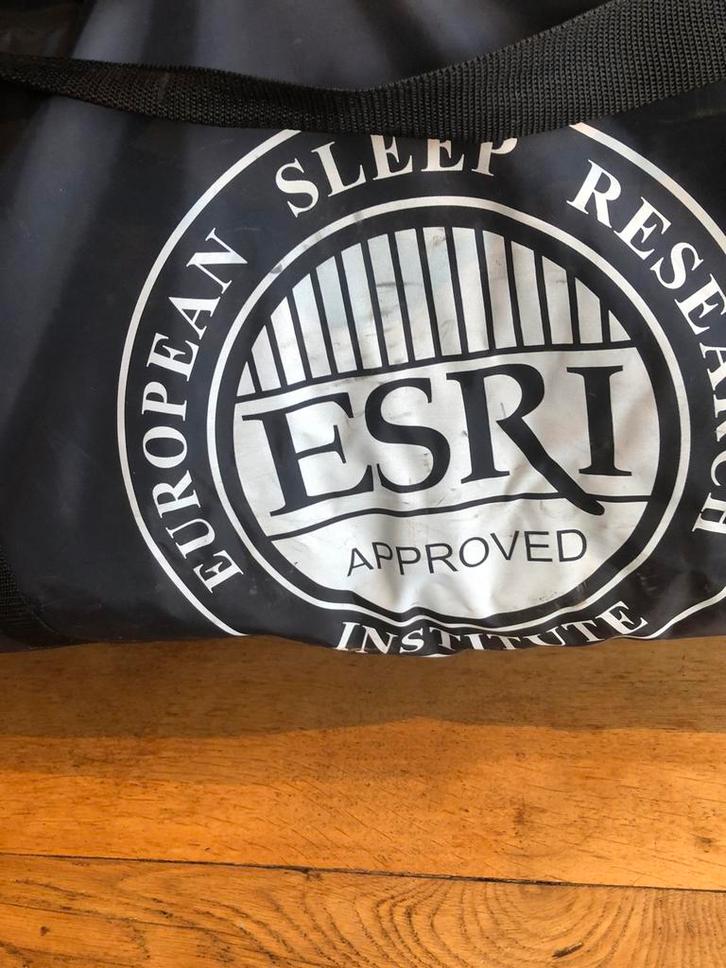 EUROPEAN SLEEP RESEARCH
ESRI
APPROVED
INSTITUTE